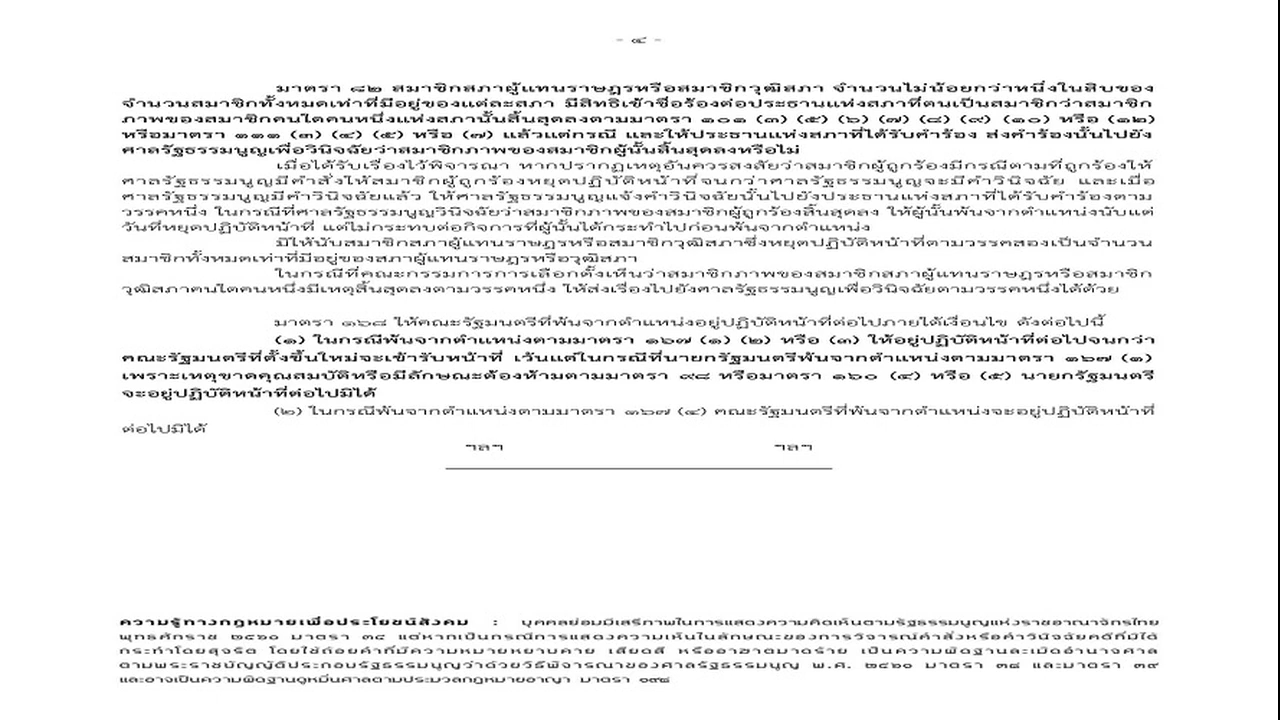 - ๔ -
มาตรา ๘๒ สมาชิกสภาผู้แทนราษฎรหรือสมาชิกวุฒิสภา จำนวนไม่น้อยกว่าหนึ่งในสิบของ
จำนวนสมาชิกทั้งหมดเท่าที่มีอยู่ของแต่ละสภา มีสิทธิเข้าชื่อร้องต่อประธานแห่งสภาที่ตนเป็นสมาชิกว่าสมาชิก
ภาพของสมาชิกคนใดคนหนึ่งแห่งสภานั้นสิ้นสุดลงตามมาตรา ๑๐๑ (๓) (๕) (๖) (๗) (๘) (๙) (๑๐) หรือ (๑๒)
หรือมาตรา ๑๑๑ (๓) (๔) (๕) หรือ (๗) แล้วแต่กรณี และให้ประธานแห่งสภาที่ได้รับคำร้อง ส่งคำร้องนั้นไปยัง
ศาลรัฐธรรมนูญเพื่อวินิจฉัยว่าสมาชิกภาพของสมาชิกผู้นั้นสิ้นสุดลงหรือไม่
เมื่อได้รับเรื่องไว้พิจารณา หากปรากฏเหตุอันควรสงสัยว่าสมาชิกผู้ถูกร้องมีกรณีตามที่ถูกร้องให้
ศาลรัฐธรรมนูญมีคำสั่งให้สมาชิกผู้ถูกร้องหยุดปฏิบัติหน้าที่จนกว่าศาลรัฐธรรมนูญจะมีคำวินิจฉัย และเมื่อ
ศาลรัฐธรรมนูญมีคำวินิจฉัยแล้ว ให้ศาลรัฐธรรมนูญแจ้งคำวินิจฉัยนั้นไปยังประธานแห่งสภาที่ได้รับคำร้องตาม
วรรคหนึ่ง ในกรณีที่ศาลรัฐธรรมนูญวินิจฉัยว่าสมาชิกภาพของสมาชิกผู้ถูกร้องสิ้นสุดลง ให้ผู้นั้นพ้นจากตำแหน่งนับแต่
วันที่หยุดปฏิบัติหน้าที่ แต่ไม่กระทบต่อกิจการที่ผู้นั้นได้กระทำไปก่อนพ้นจากตำแหน่ง
มิให้นับสมาชิกสภาผู้แทนราษฎรหรือสมาชิกวุฒิสภาซึ่งหยุดปฏิบัติหน้าที่ตามวรรคสองเป็นจำนวน
สมาชิกทั้งหมดเท่าที่มีอยู่ของสภาผู้แทนราษฎรหรือวุฒิสภา
ในกรณีที่คณะกรรมการการเลือกตั้งเห็นว่าสมาชิกภาพของสมาชิกสภาผู้แทนราษฎรหรือสมาชิก
วุฒิสภาคนใดคนหนึ่งมีเหตุสิ้นสุดลงตามวรรคหนึ่ง ให้ส่งเรื่องไปยังศาลรัฐธรรมนูญเพื่อวินิจฉัยตามวรรคหนึ่งได้ด้วย
มาตรา ๑๖๘ ให้คณะรัฐมนตรีที่พ้นจากตำแหน่งอยู่ปฏิบัติหน้าที่ต่อไปภายใต้เงื่อนไข ดังต่อไปนี้
(๑) ในกรณีพ้นจากตำแหน่งตามมาตรา ๑๖๗ (๑) (๒) หรือ (๓) ให้อยู่ปฏิบัติหน้าที่ต่อไปจนกว่า
คณะรัฐมนตรีที่ตั้งขึ้นใหม่จะเข้ารับหน้าที่ เว้นแต่ในกรณีที่นายกรัฐมนตรีพ้นจากตำแหน่งตามมาตรา ๑๖๗ (๑)
เพราะเหตุขาดคุณสมบัติหรือมีลักษณะต้องห้ามตามมาตรา ๙๘ หรือมาตรา ๑๖๐ (๔) หรือ (๕) นายกรัฐมนตรี
จะอยู่ปฏิบัติหน้าที่ต่อไปมิได้
(๒) ในกรณีพ้นจากตำแหน่งตามมาตรา ๑๖๗ (๔) คณะรัฐมนตรีที่พ้นจากตำแหน่งจะอยู่ปฏิบัติหน้าที่
ต่อไปมิได้
ฯลฯ ฯลฯ
ความรู้ทางกฎหมายเพื่อประโยชน์สังคม : บุคคลย่อมมีเสรีภาพในการแสดงความคิดเห็นตามรัฐธรรมนูญแห่งราชอาณาจักรไทย
พุทธศักราช ๒๕๖๐ มาตรา ๓๔ แต่หากเป็นกรณีการแสดงความเห็นในลักษณะของการวิจารณ์คำสั่งหรือคำวินิจฉัยคดีที่มิได้
กระทำโดยสุจริต โดยใช้ถ้อยคำที่มีความหมายหยาบคาย เสียดสี หรืออาฆาตมาดร้าย เป็นความผิดฐานละเมิดอำนาจศาล
ตามพระราชบัญญัติประกอบรัฐธรรมนูญว่าด้วยวิธีพิจารณาของศาลรัฐธรรมนูญ พ.ศ. ๒๕๖๑ มาตรา ๓๘ และมาตรา ๓๙
และอาจเป็นความผิดฐานดูหมิ่นศาลตามประมวลกฎหมายอาญา มาตรา ๑๙๘